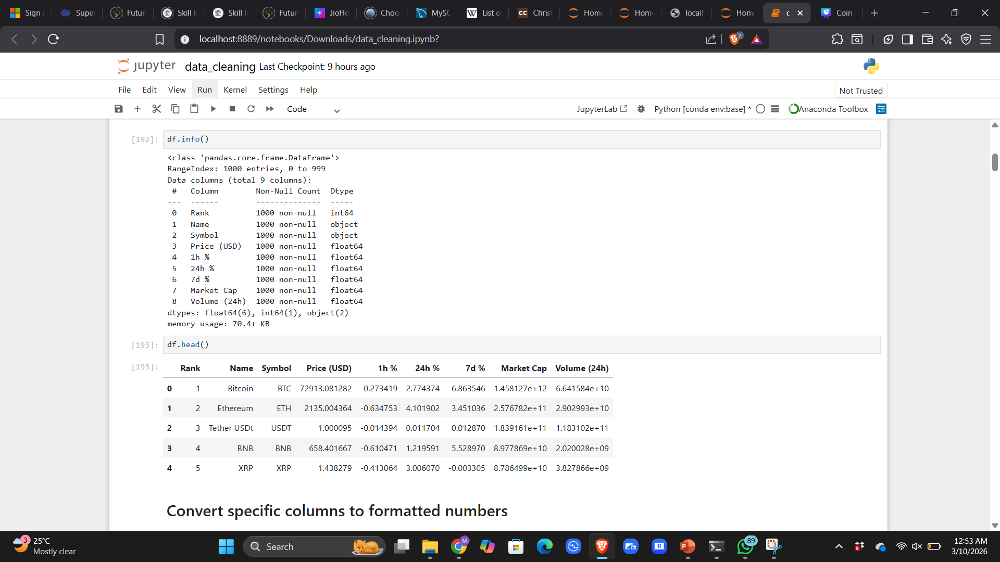 Sign i
Super
Futur
Skill I
Skill I
Futur
JioHo
Choo
MySC
List o
Christ
Home
Home
localh
Home
c
Coin
localhost:8889/notebooks/Downloads/data_cleaning.ipynb?
2
jupyter data_cleaning Last Checkpoint: 9 hours ago
File Edit View Run Kernel Settings Help
Not Trusted
Code
JupyterLab
Python [conda env:base] *
Anaconda Toolbox
[192]: df.info()
<class 'pandas.core.frame.DataFrame'>
RangeIndex: 1000 entries, 0 to 999
Data columns (total 9 columns):
# Column Non-Null Count Dtype
--- ------ -------------- -----
0 Rank 1000 non-null int64
1 Name 1000 non-null object
2 Symbol 1000 non-null object
3 Price (USD) 1000 non-null float64
4 1h % 1000 non-null float64
5 24h % 1000 non-null float64
6 7d % 1000 non-null float64
7 Market Cap 1000 non-null float64
8 Volume (24h) 1000 non-null float64
dtypes: float64(6), int64(1), object(2)
memory usage: 70.4+ KB
[193]: df.head()
[193]: Rank Name Symbol Price (USD) 1h % 24h % 7d % Market Cap Volume (24h)
0 1 Bitcoin BTC 72913.081282 -0.273419 2.774374 6.863546 1.458127e+12 6.641584e+10
1 2 Ethereum ETH 2135.004364 -0.634753 4.101902 3.451036 2.576782e+11 2.902993e+10
2 3 Tether USDt USDT 1.000095 -0.014394 0.011704 0.012870 1.839161e+11 1.183102e+11
3 4 BNB BNB 658.401667 -0.610471 1.219591 5.528970 8.977869e+10 2.020028e+09
4 5 XRP XRP 1.438279 -0.413064 3.006070 -0.003305 8.786499e+10 3.827866e+09
Convert specific columns to formatted numbers
3
25°C
Mostly clear
Search
M
89
12:53 AM
3/10/2026